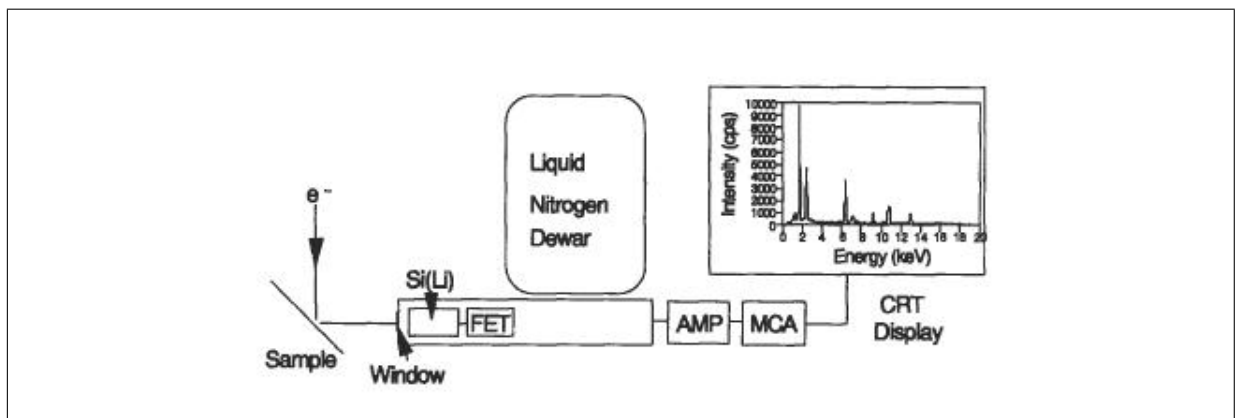 e⁻
Sample
Window
Si(Li)
FET
Liquid
Nitrogen
Dewar
AMP
MCA
CRT
Display
Intensity (cps)
10000
9000
8000
7000
6000
5000
4000
3000
2000
1000
0
0 2 4 6 8 10 12 14 16 18 20
Energy (keV)